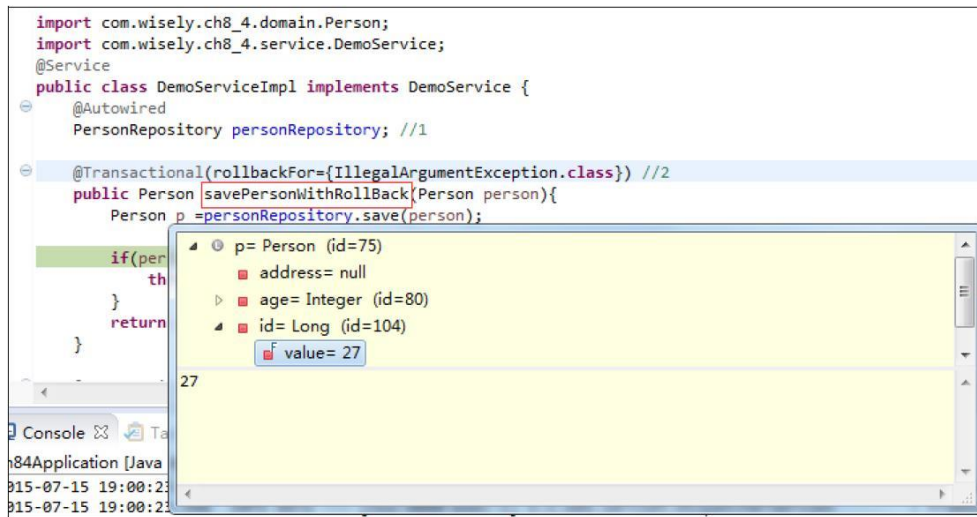 import com.wisely.ch8_4.domain.Person;
import com.wisely.ch8_4.service.DemoService;
@Service
public class DemoServiceImpl implements DemoService {
@Autowired
PersonRepository personRepository; //1
@Transactional(rollbackFor={IllegalArgumentException.class}) //2
public Person savePersonWithRollBack(Person person){
Person p =personRepository.save(person);
if(per
th
}
return
}
p= Person (id=75)
address= null
age= Integer (id=80)
id= Long (id=104)
value= 27
27
Console Ta
h84Application [Java
015-07-15 19:00:23
015-07-15 19:00:23